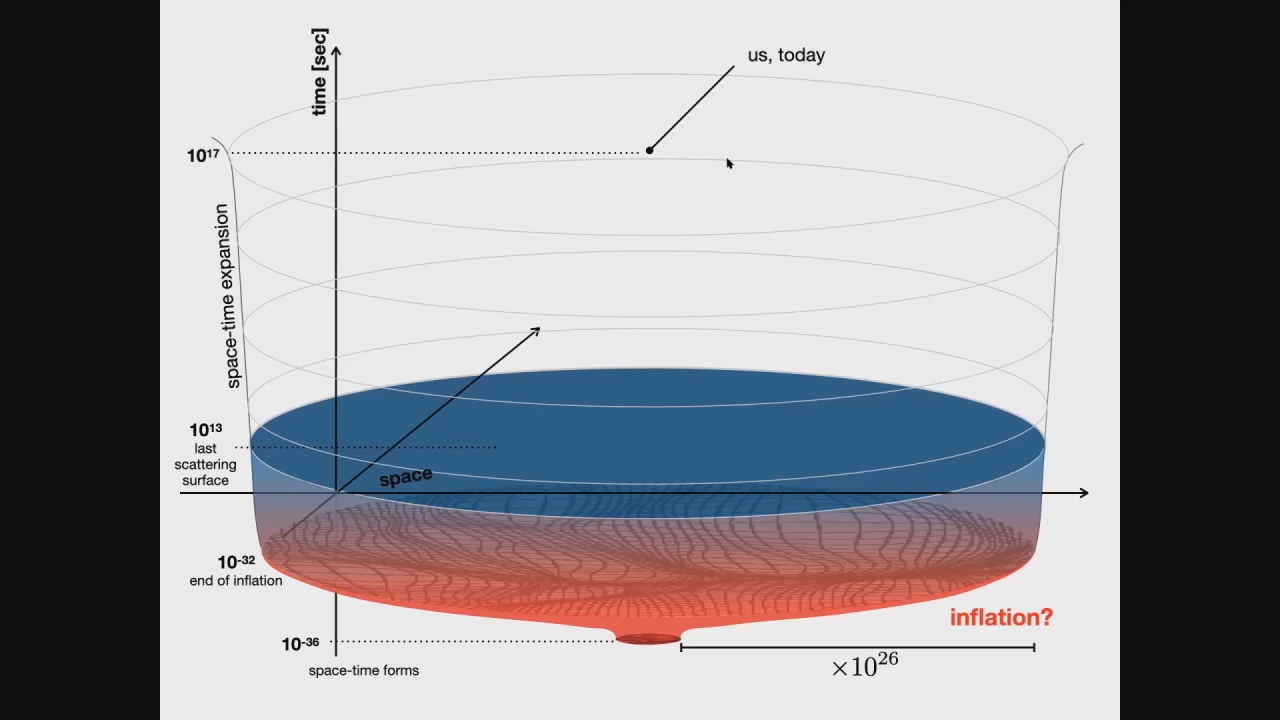 time [sec]
us, today
10¹⁷
space-time expansion
10¹³
last
scattering
surface
space
10⁻³²
end of inflation
inflation?
10⁻³⁶
space-time forms
×10²⁶